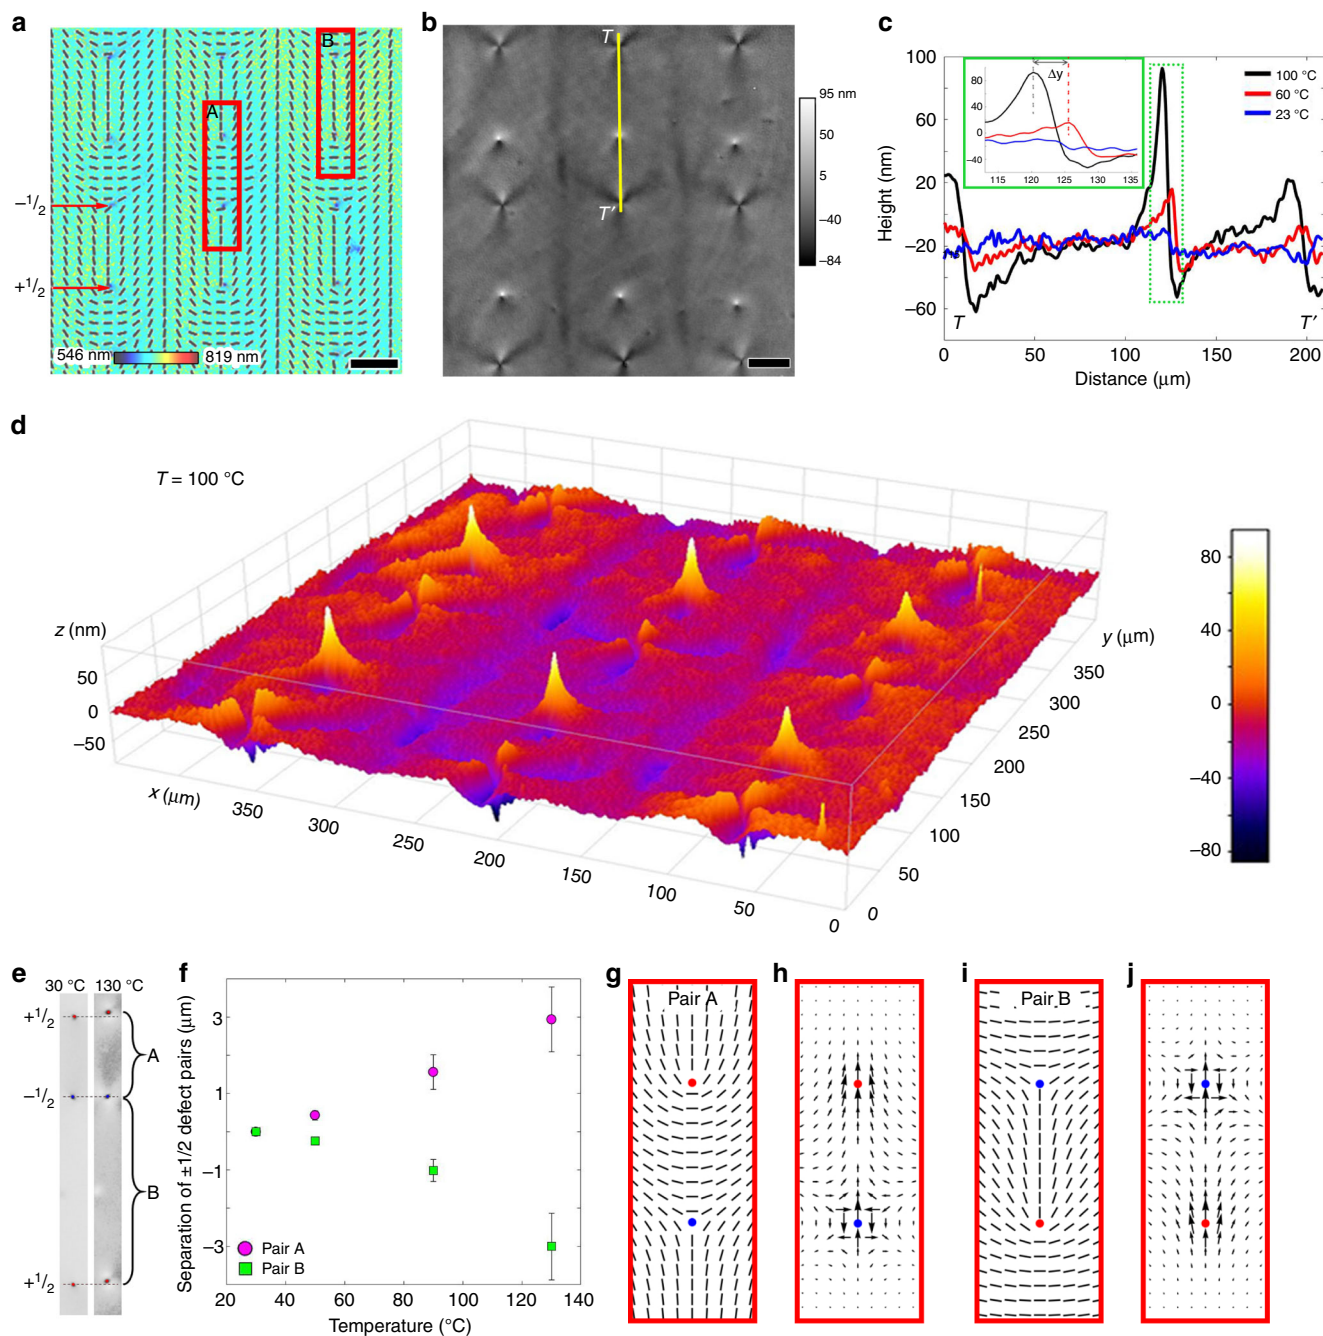 a
B
A
−1/2
+1/2
546 nm
819 nm
b
T
T′
95 nm
50
5
−40
−84
c
100
60
20
−20
−60
Height (nm)
0
50
100
150
200
Distance (μm)
T
T′
100 °C
60 °C
23 °C
Δy
80
40
0
−40
115
120
125
130
135
d
T = 100 °C
z (nm)
50
0
−50
x (μm)
350
300
250
200
150
100
50
0
y (μm)
350
300
250
200
150
100
50
0
80
40
0
−40
−80
e
30 °C
130 °C
+1/2
−1/2
+1/2
A
B
f
Separation of ±1/2 defect pairs (μm)
3
1
−1
−3
Pair A
Pair B
20
40
60
80
100
120
140
Temperature (°C)
g
Pair A
h
i
Pair B
j